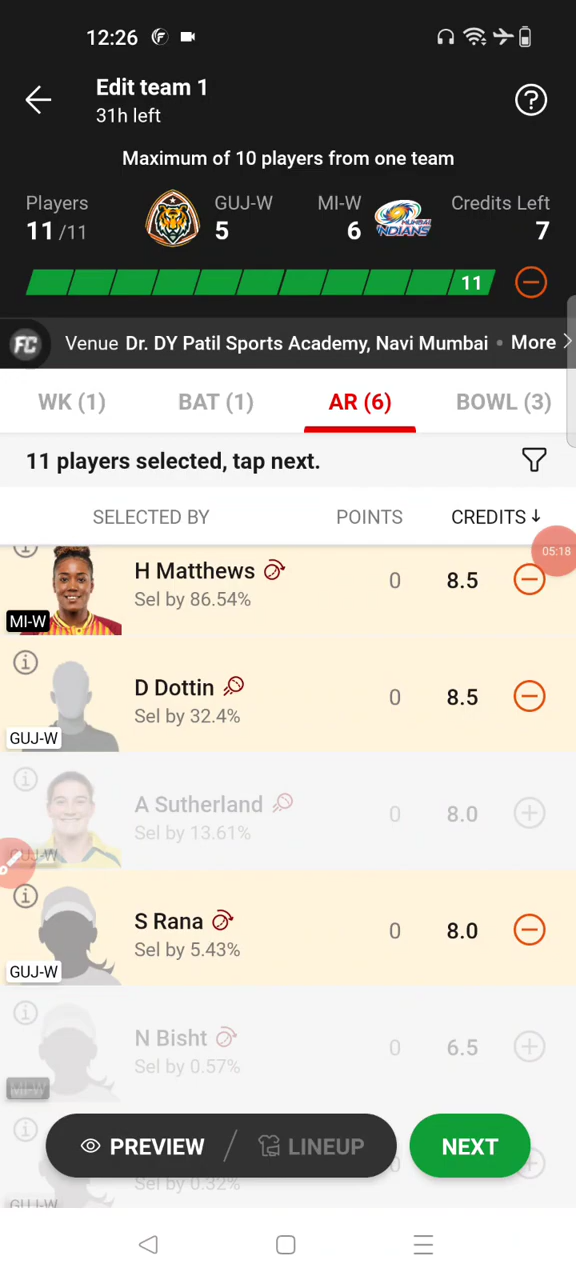 12:26
Edit team 1
31h left
Maximum of 10 players from one team
Players
11/11
GUJ-W
5
MI-W
6
MUMBAI
INDIANS
Credits Left
7
11
FC
Venue Dr. DY Patil Sports Academy, Navi Mumbai • More
WK (1)
BAT (1)
AR (6)
BOWL (3)
11 players selected, tap next.
SELECTED BY
POINTS
CREDITS↓
H Matthews
Sel by 86.54%
0
8.5
MI-W
05:18
D Dottin
Sel by 32.4%
0
8.5
GUJ-W
A Sutherland
Sel by 13.61%
0
8.0
GUJ-W
S Rana
Sel by 5.43%
0
8.0
GUJ-W
N Bisht
Sel by 0.57%
0
6.5
MI-W
PREVIEW / LINEUP
NEXT
Sel by 0.32%
GUJ-W